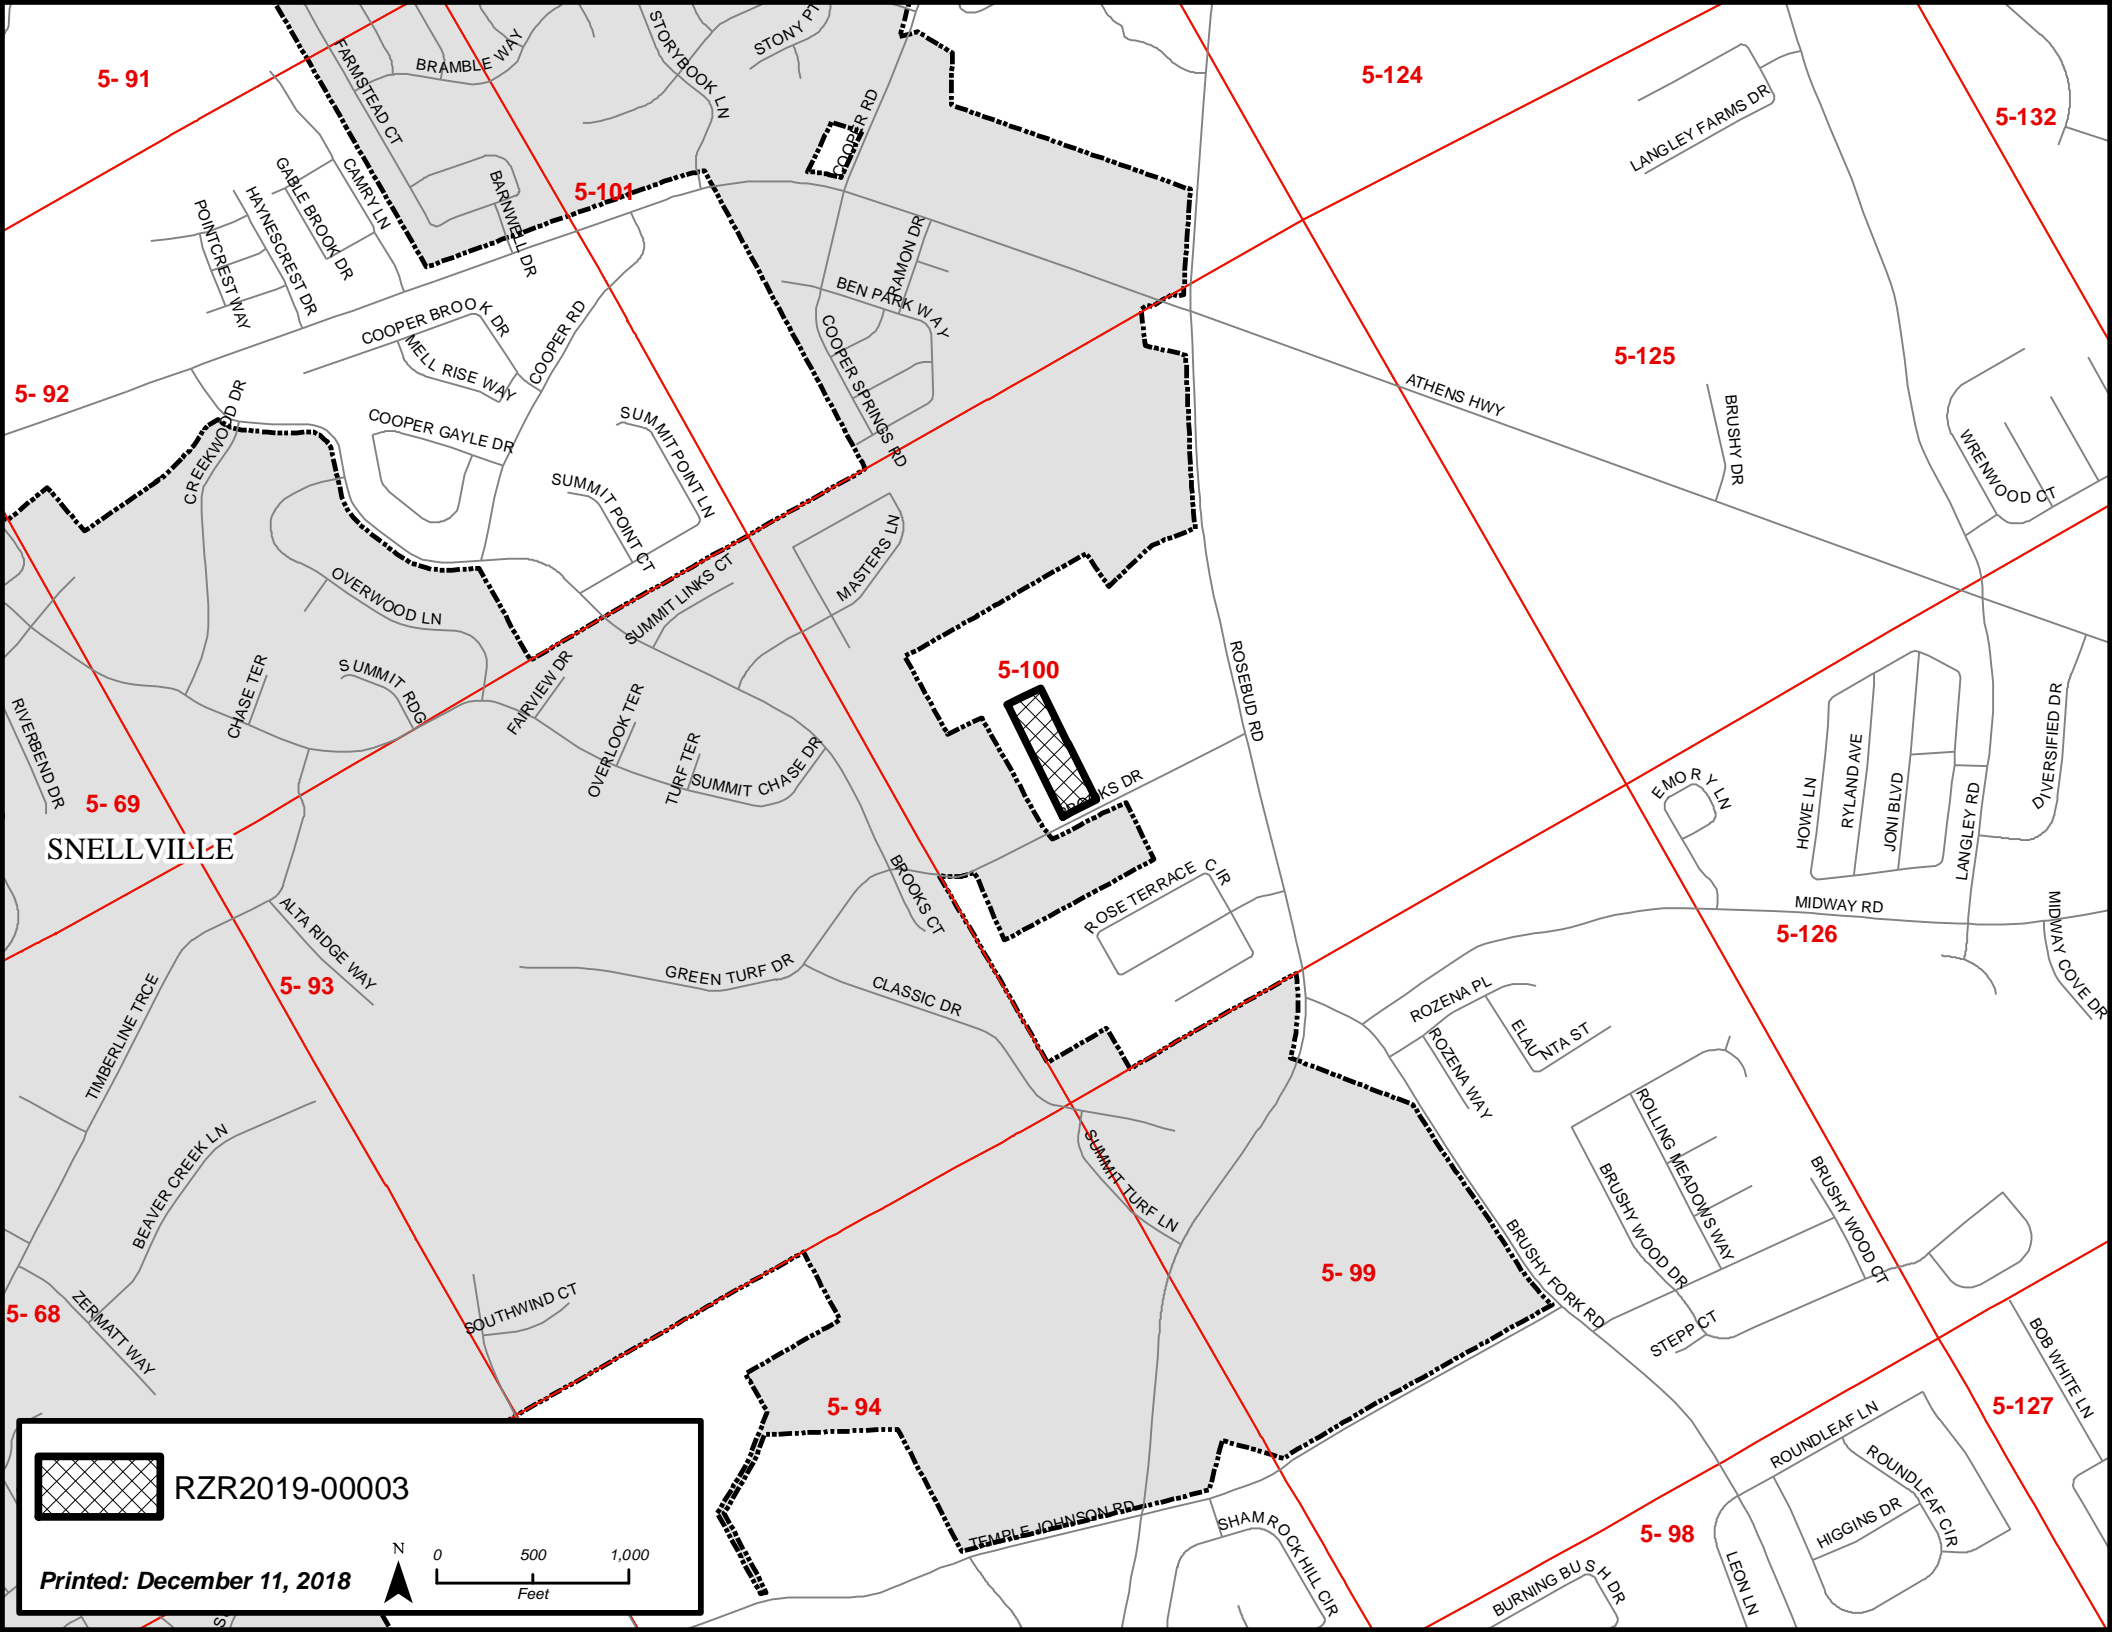 5- 91
FARMSTEAD CT
BRAMBLE WAY
STORYBOOK LN
STONY PT
COOPER RD
5-124
LANGLEY FARMS DR
5-132
5-101
GABLE BROOK DR
CAMRY LN
HAYNESCREST DR
POINTCREST WAY
BARNWELL DR
RAMON DR
BEN PARK WAY
COOPER BROOK DR
MELL RISE WAY
COOPER RD
COOPER SPRINGS RD
5-125
ATHENS HWY
BRUSHY DR
5- 92
CREEKWOOD DR
COOPER GAYLE DR
SUMMIT POINT LN
SUMMIT POINT CT
WRENWOOD CT
MASTERS LN
OVERWOOD LN
SUMMIT LINKS CT
CHASE TER
SUMMIT RDG
FAIRVIEW DR
5-100
ROSEBUD RD
RIVERBEND DR
OVERLOOK TER
TURF TER
SUMMIT CHASE DR
BROOKS DR
EMORY LN
HOWE LN
RYLAND AVE
JONI BLVD
LANGLEY RD
DIVERSIFIED DR
5- 69
SNELLVILLE
BROOKS CT
ROSE TERRACE CIR
MIDWAY RD
5-126
MIDWAY COVE DR
ALTA RIDGE WAY
5- 93
GREEN TURF DR
CLASSIC DR
TIMBERLINE TRCE
ROZENA PL
ELAUNTA ST
ROZENA WAY
ROLLING MEADOWS WAY
BEAVER CREEK LN
SUMMIT TURF LN
BRUSHY WOOD DR
BRUSHY WOOD CT
BRUSHY FORK RD
5- 99
5- 68
ZERMATT WAY
SOUTHWIND CT
STEPP CT
BOB WHITE LN
5- 94
5-127
ROUNDLEAF LN
ROUNDLEAF CIR
HIGGINS DR
TEMPLE JOHNSON RD
SHAMROCK HILL CIR
5- 98
LEON LN
BURNING BUSH DR
RZR2019-00003
Printed: December 11, 2018
N
0 500 1,000
Feet